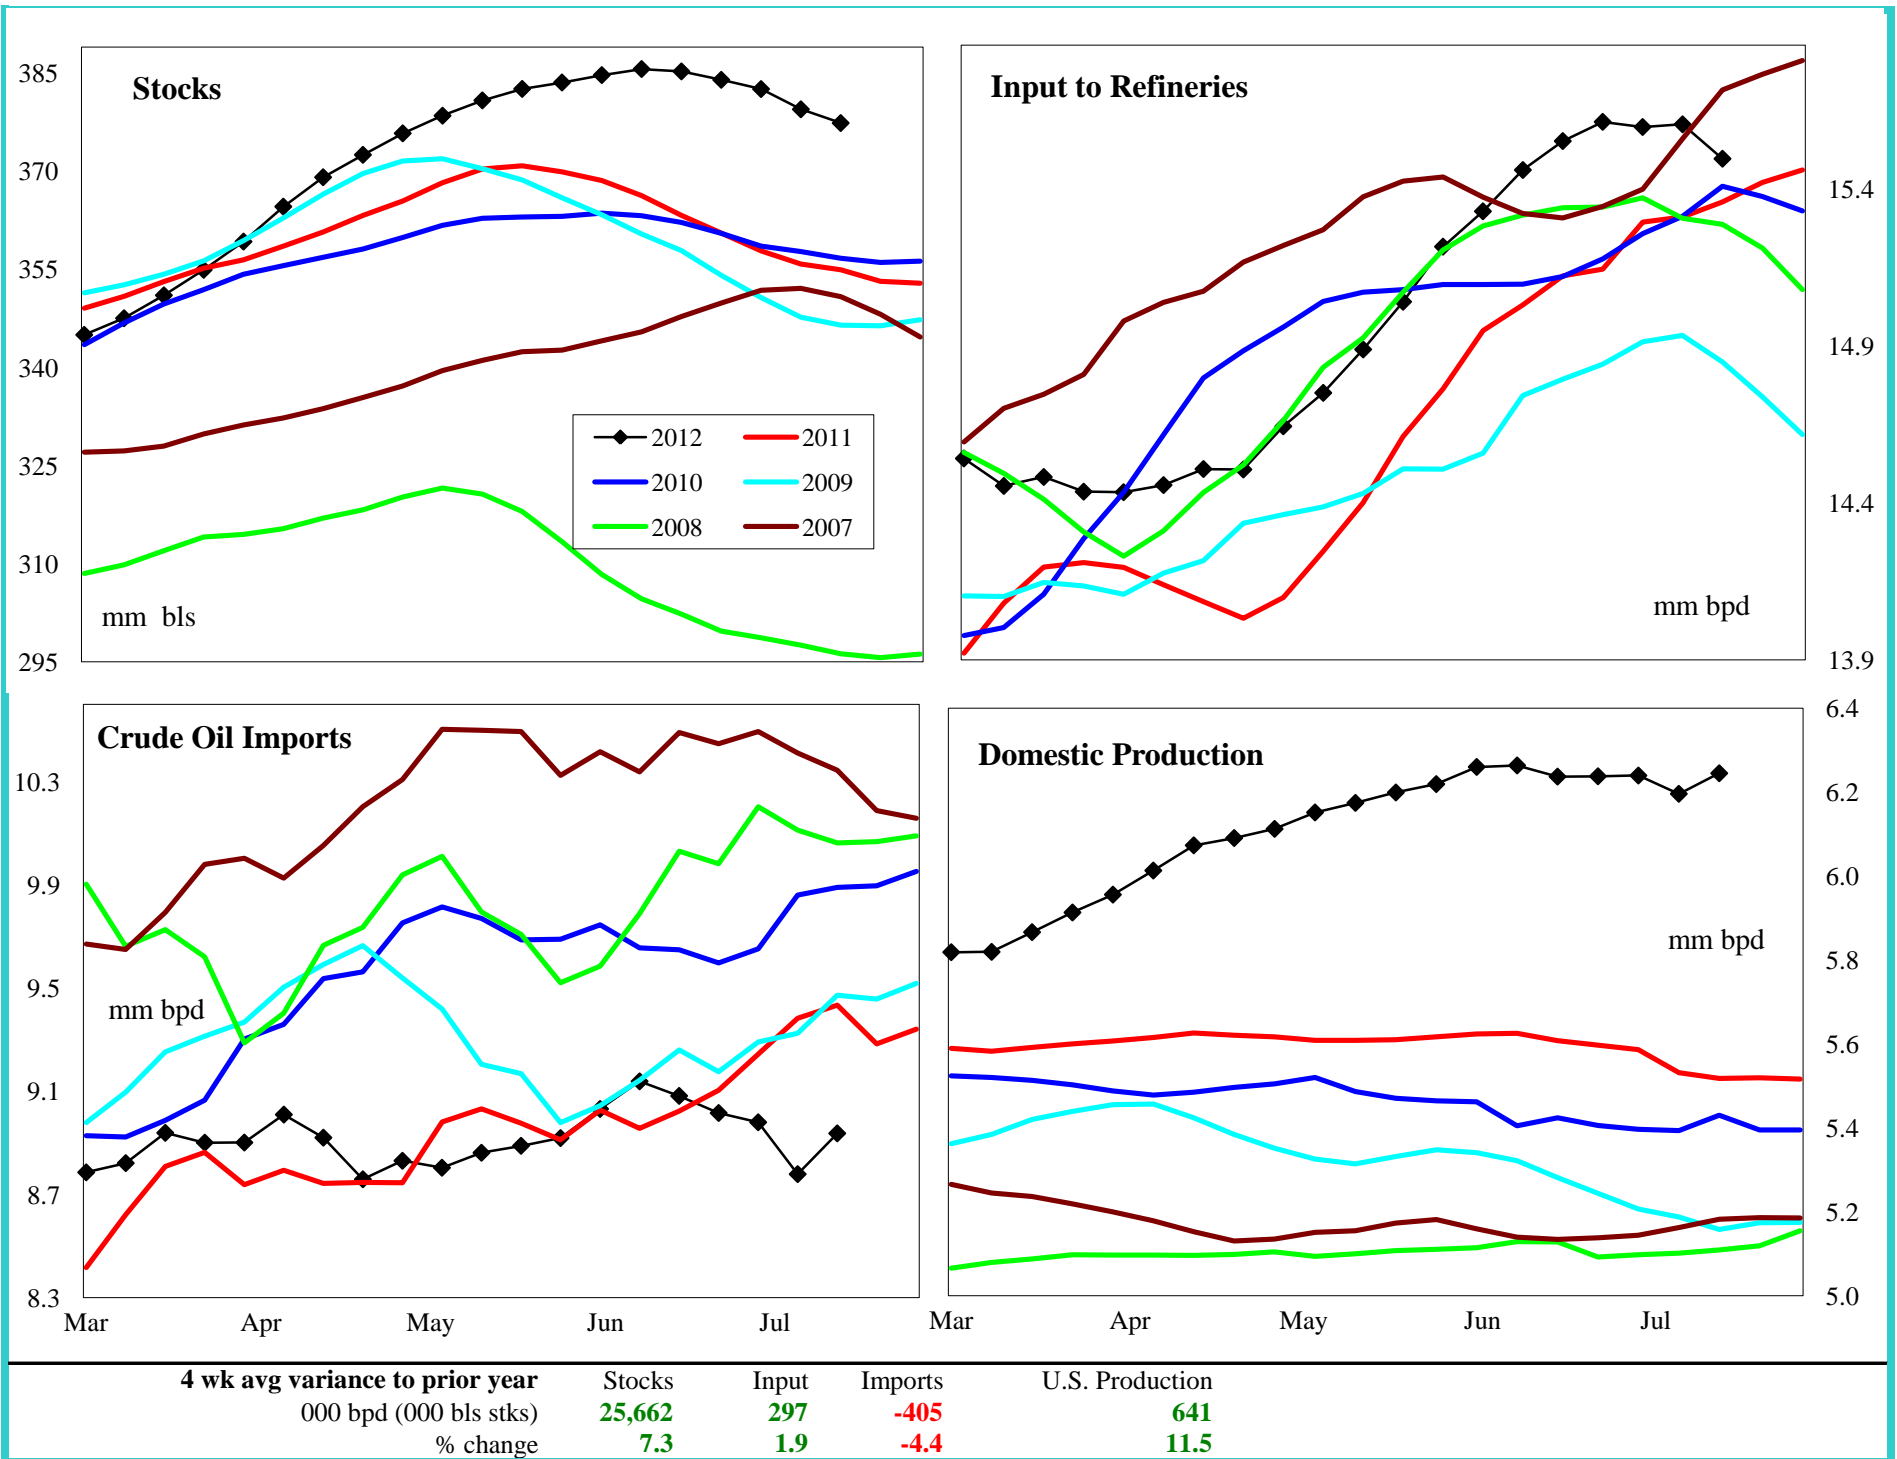 Stocks
385
370
355
340
325
310
295
mm bls
2012
2011
2010
2009
2008
2007
Input to Refineries
15.4
14.9
14.4
13.9
mm bpd
Crude Oil Imports
10.3
9.9
9.5
9.1
8.7
8.3
mm bpd
Mar Apr May Jun Jul
Domestic Production
6.4
6.2
6.0
5.8
5.6
5.4
5.2
5.0
mm bpd
Mar Apr May Jun Jul
4 wk avg variance to prior year Stocks Input Imports U.S. Production
000 bpd (000 bls stks) 25,662 297 -405 641
% change 7.3 1.9 -4.4 11.5